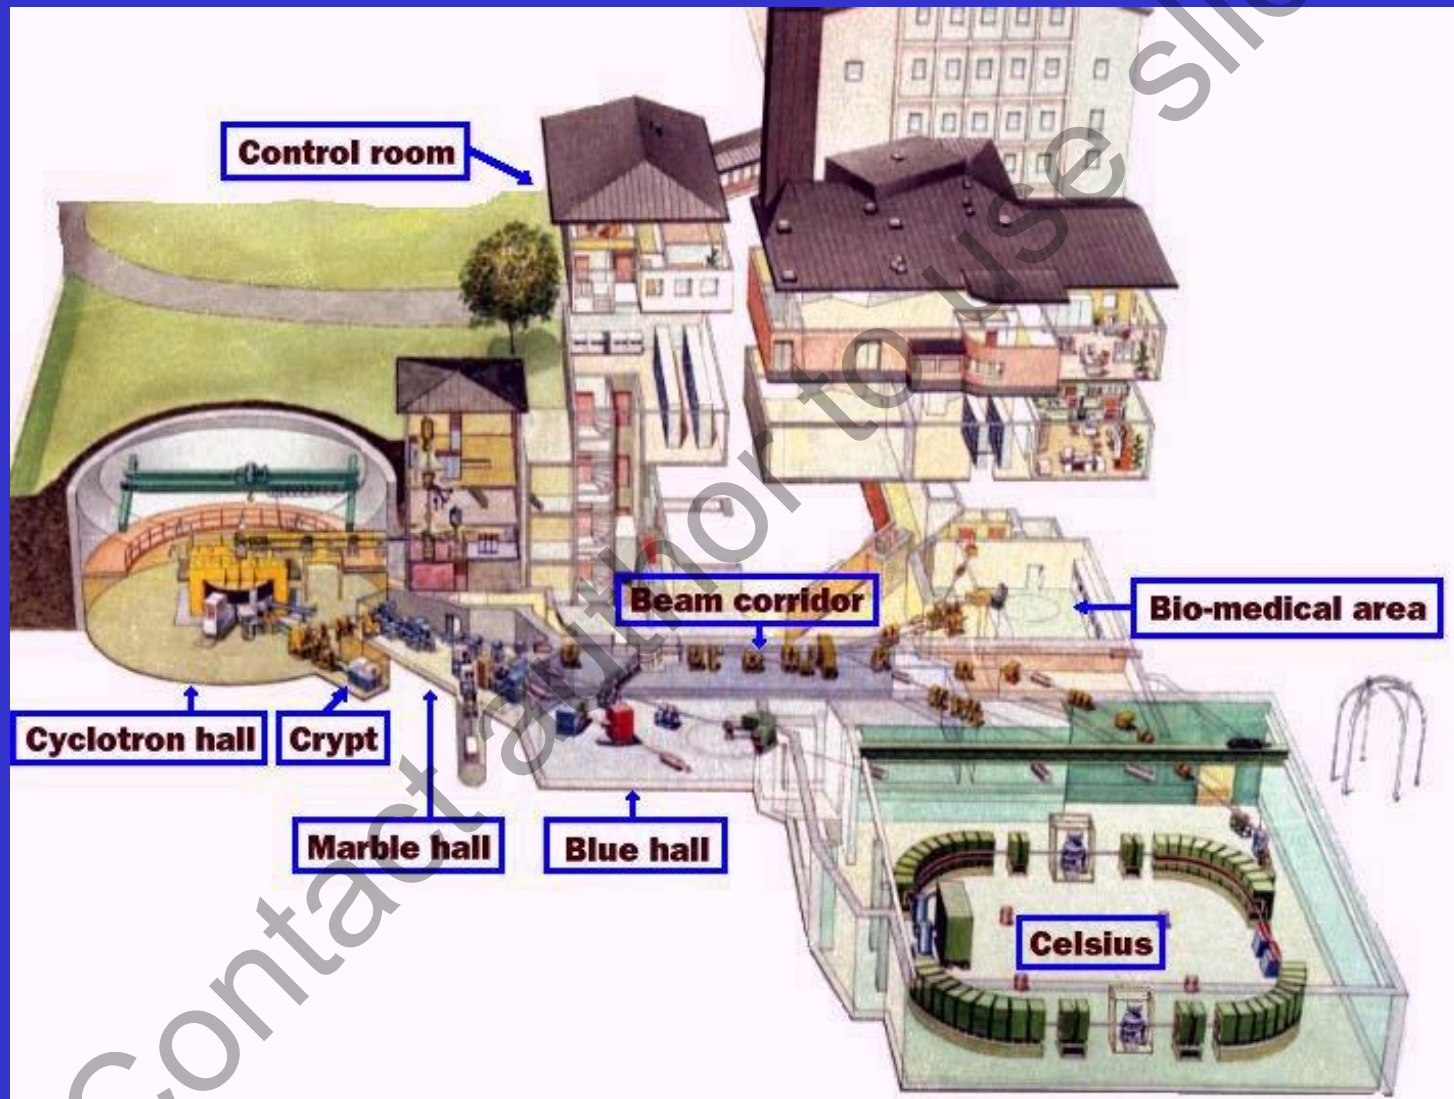 Control room
Beam corridor
Bio-medical area
Cyclotron hall
Crypt
Marble hall
Blue hall
Celsius
Contact author to use slic